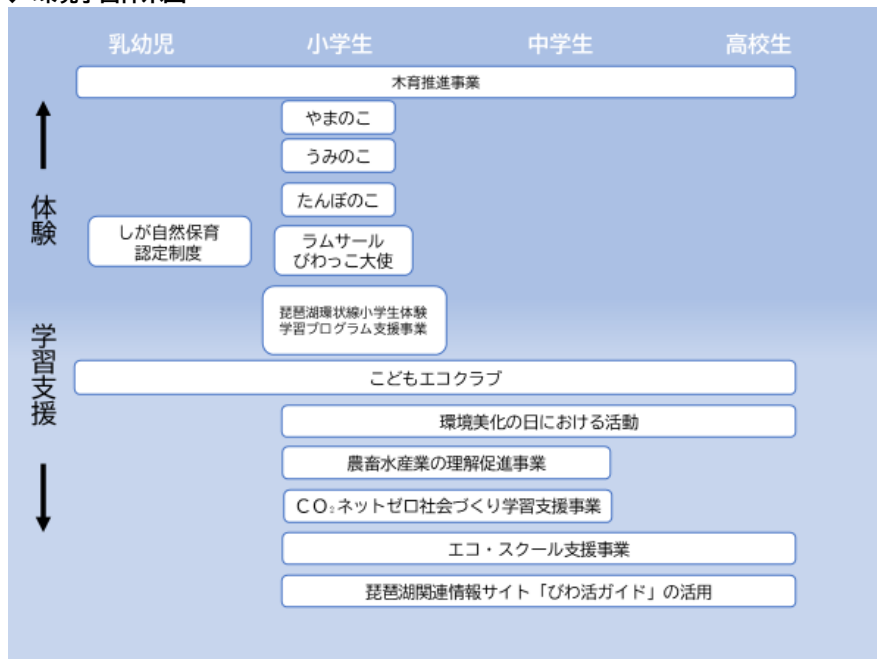 乳幼児 小学生 中学生 高校生
木育推進事業
やまのこ
うみのこ
たんぼのこ
体験
しが自然保育
認定制度
ラムサール
びわっこ大使
琵琶湖環状線小学生体験
学習プログラム支援事業
学習支援
こどもエコクラブ
環境美化の日における活動
農畜水産業の理解促進事業
CO₂ネットゼロ社会づくり学習支援事業
エコ・スクール支援事業
琵琶湖関連情報サイト「びわ活ガイド」の活用